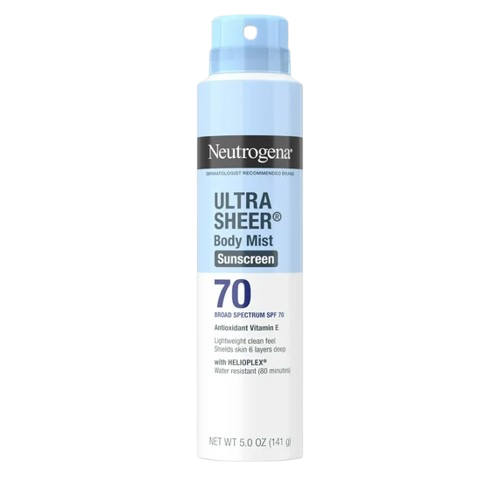 Neutrogena®
DERMATOLOGIST RECOMMENDED BRAND
ULTRA
SHEER®
Body Mist
Sunscreen
70
BROAD SPECTRUM SPF 70
Antioxidant Vitamin E
Lightweight clean feel
Shields skin 6 layers deep
with HELIOPLEX®
Water resistant (80 minutes)
NET WT 5.0 OZ (141 g)